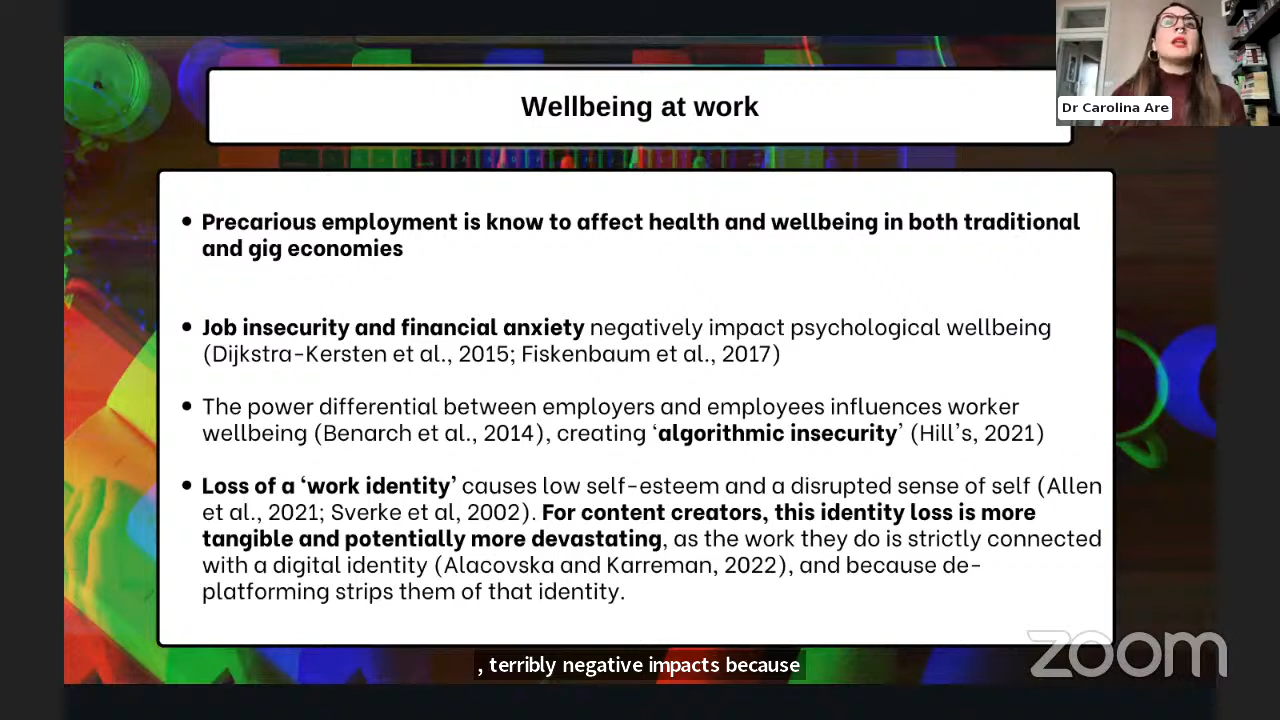 Wellbeing at work
Dr Carolina Are
• Precarious employment is know to affect health and wellbeing in both traditional
and gig economies
• Job insecurity and financial anxiety negatively impact psychological wellbeing
(Dijkstra-Kersten et al., 2015; Fiskenbaum et al., 2017)
• The power differential between employers and employees influences worker
wellbeing (Benarch et al., 2014), creating ‘algorithmic insecurity’ (Hill’s, 2021)
• Loss of a ‘work identity’ causes low self-esteem and a disrupted sense of self (Allen
et al., 2021; Sverke et al, 2002). For content creators, this identity loss is more
tangible and potentially more devastating, as the work they do is strictly connected
with a digital identity (Alacovska and Karreman, 2022), and because de-
platforming strips them of that identity.
, terribly negative impacts because
zoom